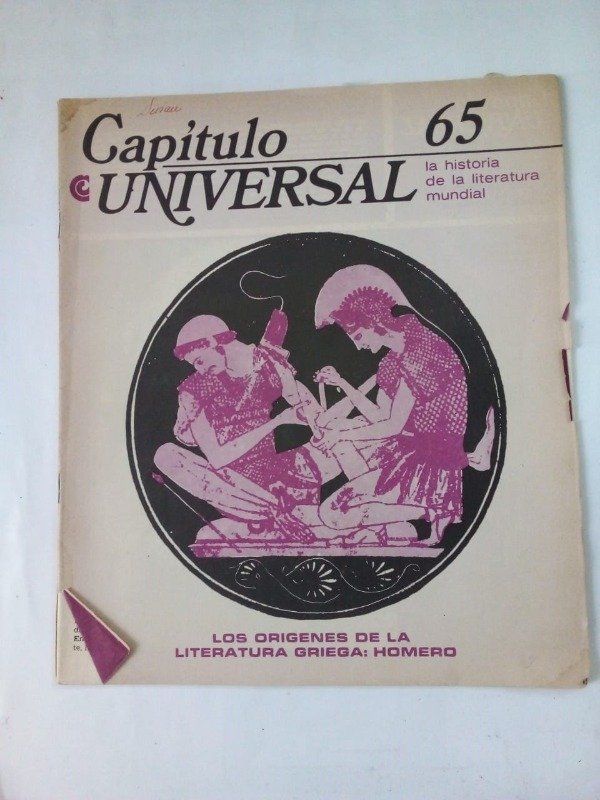 Capítulo
65
UNIVERSAL
la historia
de la literatura
mundial
LOS ORIGENES DE LA
LITERATURA GRIEGA: HOMERO